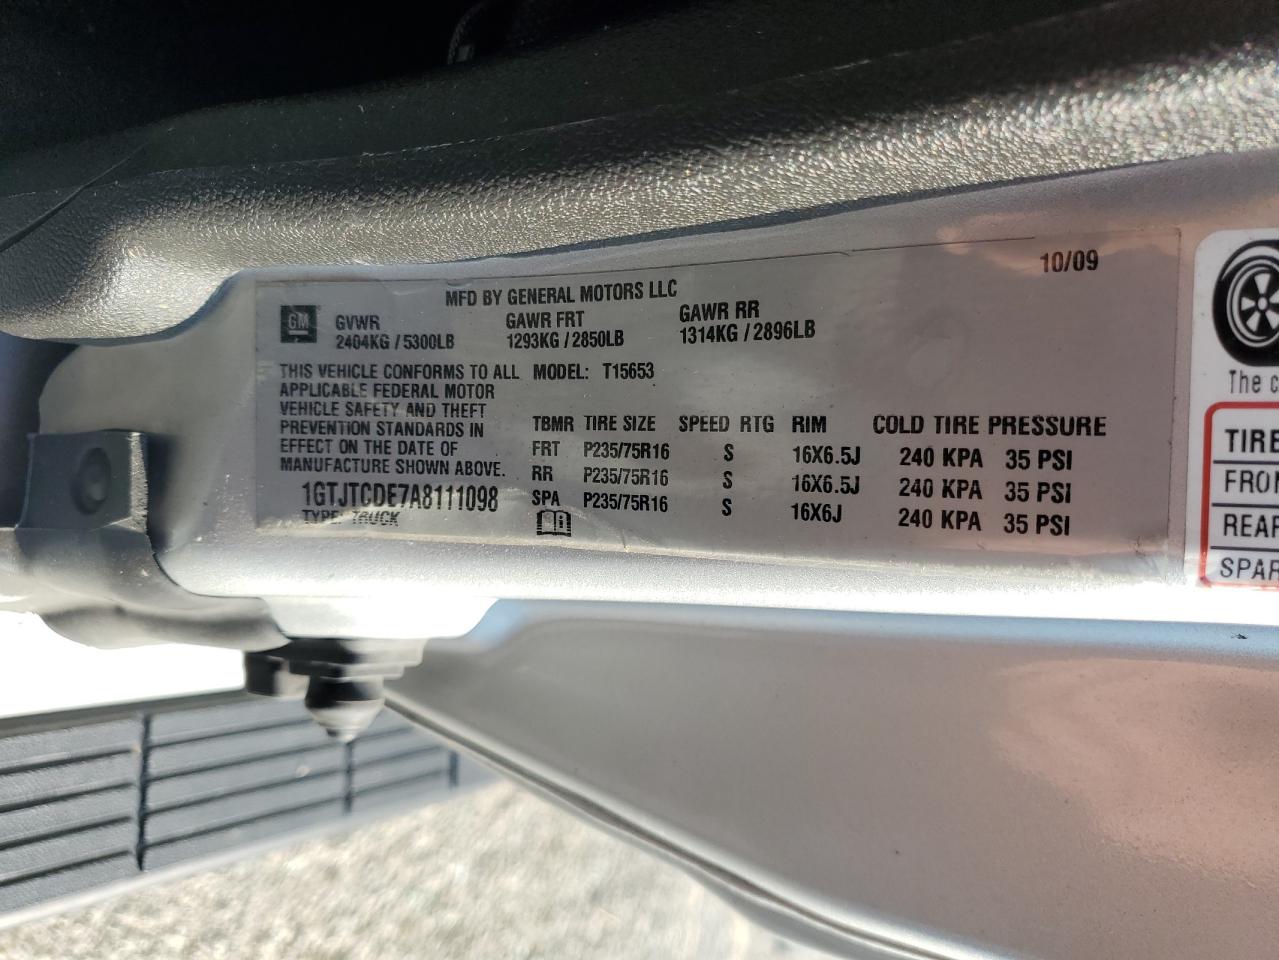 10/09
MFD BY GENERAL MOTORS LLC
GM
GVWR GAWR FRT GAWR RR
2404KG / 5300LB 1293KG / 2850LB 1314KG / 2896LB
THIS VEHICLE CONFORMS TO ALL
APPLICABLE FEDERAL MOTOR
VEHICLE SAFETY AND THEFT
PREVENTION STANDARDS IN
EFFECT ON THE DATE OF
MANUFACTURE SHOWN ABOVE.
1GTJTCDE7A8111098
TYPE: TRUCK
MODEL: T15653
TBMR TIRE SIZE SPEED RTG RIM COLD TIRE PRESSURE
FRT P235/75R16 S 16X6.5J 240 KPA 35 PSI
RR P235/75R16 S 16X6.5J 240 KPA 35 PSI
SPA P235/75R16 S 16X6J 240 KPA 35 PSI
The
TIRE
REAR